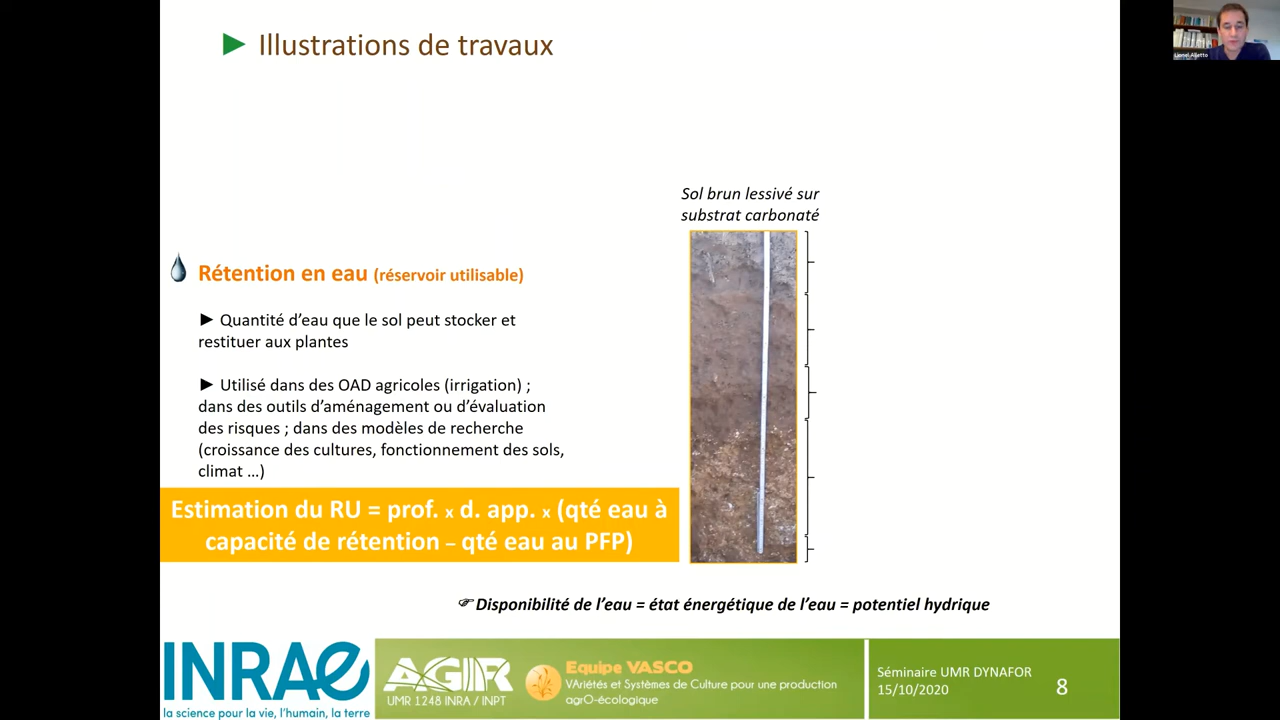 ► Illustrations de travaux
Lionel Alletto
Sol brun lessivé sur
substrat carbonaté
Rétention en eau (réservoir utilisable)
► Quantité d'eau que le sol peut stocker et
restituer aux plantes
► Utilisé dans des OAD agricoles (irrigation) ;
dans des outils d'aménagement ou d'évaluation
des risques ; dans des modèles de recherche
(croissance des cultures, fonctionnement des sols,
climat …)
Estimation du RU = prof. x d. app. x (qté eau à
capacité de rétention – qté eau au PFP)
☞ Disponibilité de l'eau = état énergétique de l'eau = potentiel hydrique
INRAE
la science pour la vie, l'humain, la terre
AGIR
UMR 1248 INRA / INPT
Equipe VASCO
VAriétés et Systèmes de Culture pour une production
agrO-écologique
Séminaire UMR DYNAFOR
15/10/2020
8